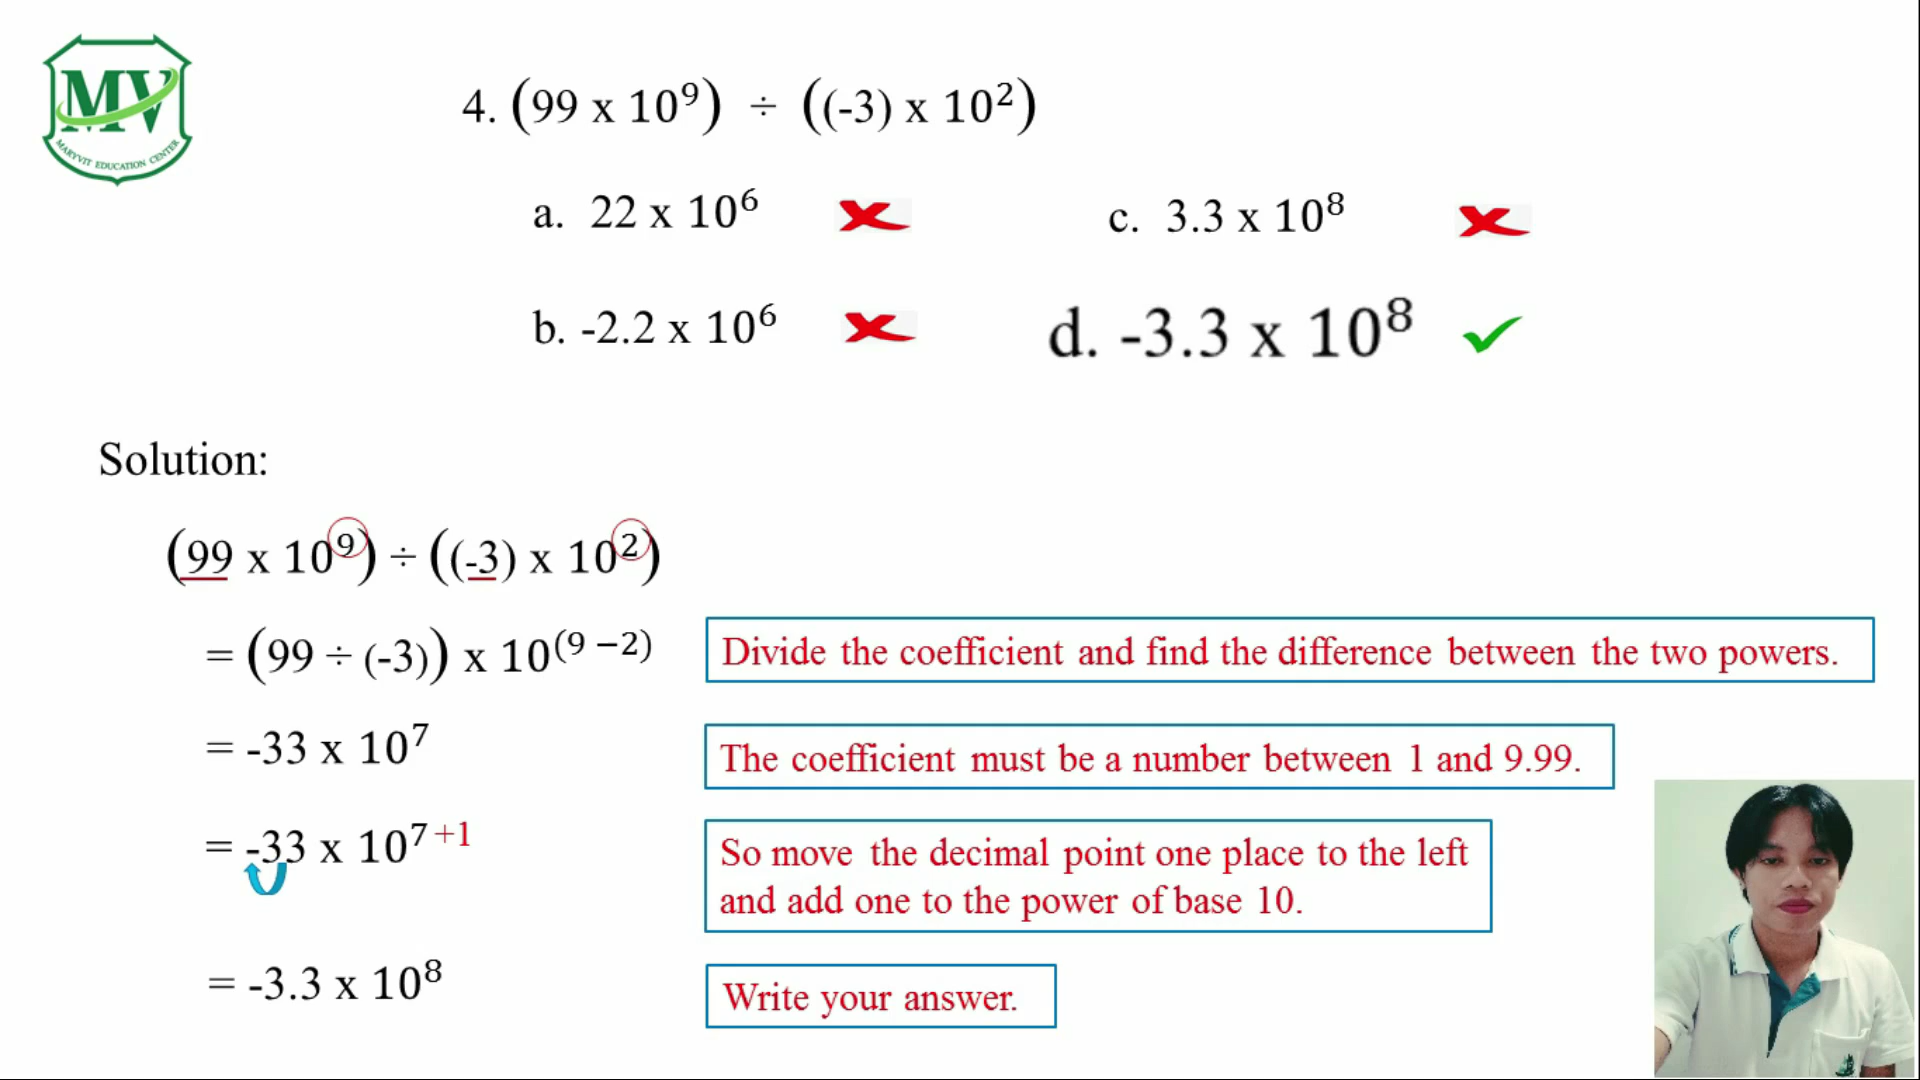 MV
MARYVIT EDUCATION CENTER
4. (99 x 10⁹) ÷ ((-3) x 10²)
a. 22 x 10⁶
c. 3.3 x 10⁸
b. -2.2 x 10⁶
d. -3.3 x 10⁸
Solution:
(99 x 10⁹) ÷ ((-3) x 10²)
= (99 ÷ (-3)) x 10⁽⁹ ⁻²⁾
Divide the coefficient and find the difference between the two powers.
= -33 x 10⁷
The coefficient must be a number between 1 and 9.99.
= -33 x 10⁷ ⁺¹
So move the decimal point one place to the left
and add one to the power of base 10.
= -3.3 x 10⁸
Write your answer.